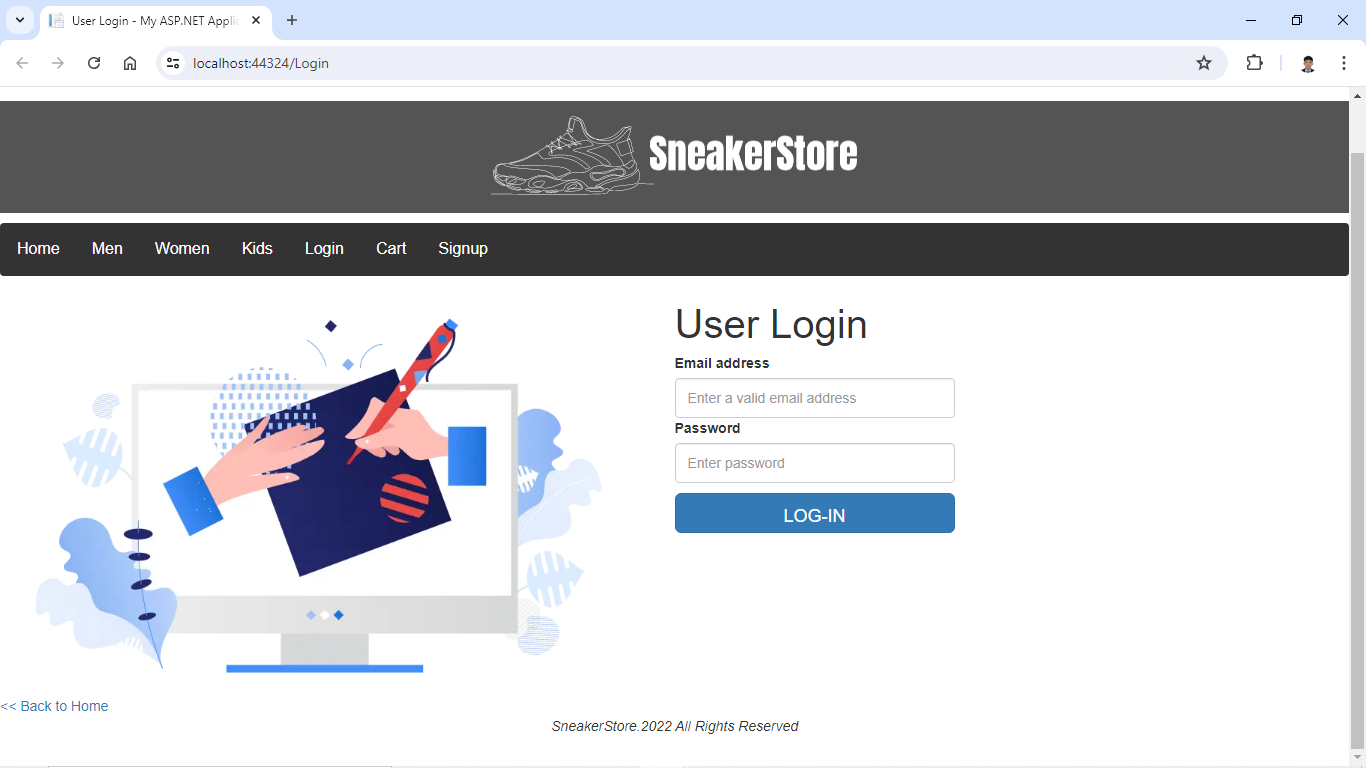 User Login - My ASP.NET Applic
localhost:44324/Login
SneakerStore
Home Men Women Kids Login Cart Signup
User Login
Email address
Enter a valid email address
Password
Enter password
LOG-IN
<< Back to Home
SneakerStore.2022 All Rights Reserved